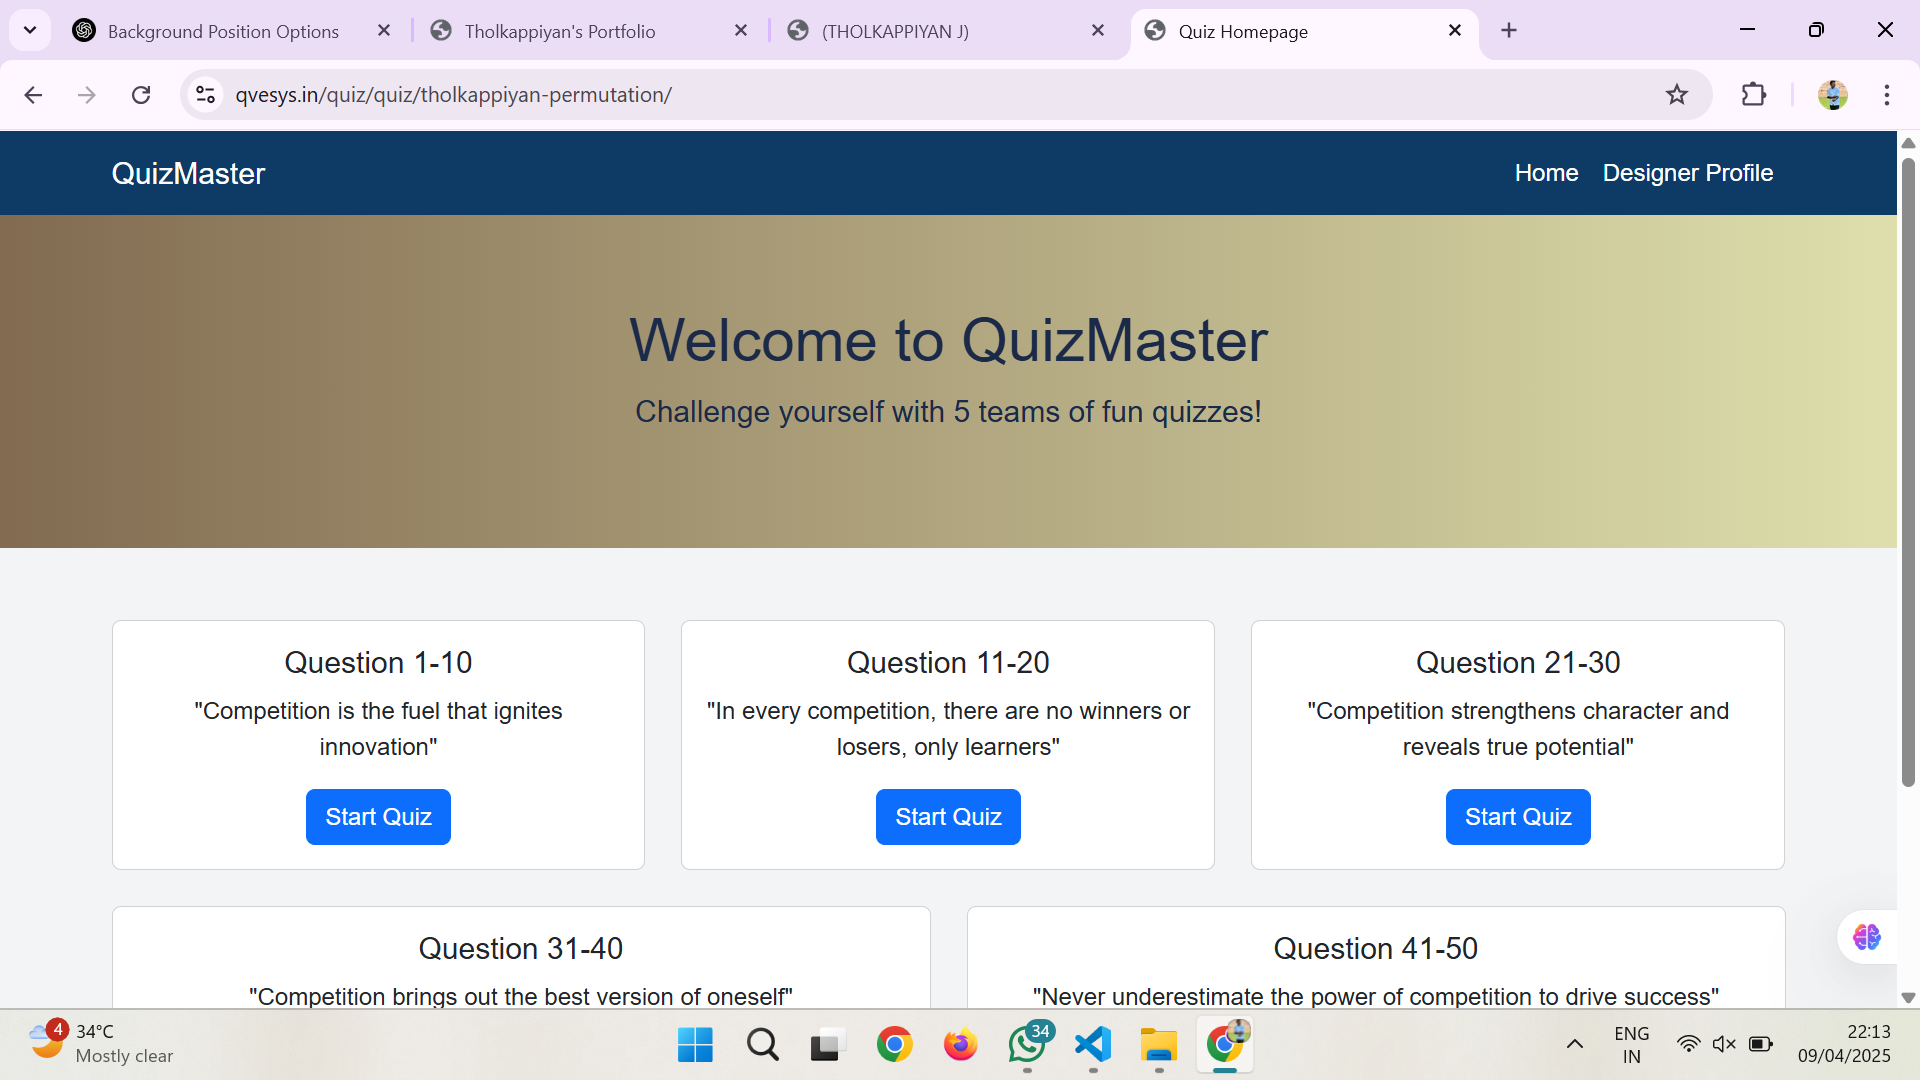 Background Position Options
Tholkappiyan's Portfolio
(THOLKAPPIYAN J)
Quiz Homepage
qvesys.in/quiz/quiz/tholkappiyan-permutation/
QuizMaster
Home
Designer Profile
Welcome to QuizMaster
Challenge yourself with 5 teams of fun quizzes!
Question 1-10
"Competition is the fuel that ignites
innovation"
Start Quiz
Question 11-20
"In every competition, there are no winners or
losers, only learners"
Start Quiz
Question 21-30
"Competition strengthens character and
reveals true potential"
Start Quiz
Question 31-40
"Competition brings out the best version of oneself"
Question 41-50
"Never underestimate the power of competition to drive success"
4
34°C
Mostly clear
34
ENG
IN
22:13
09/04/2025